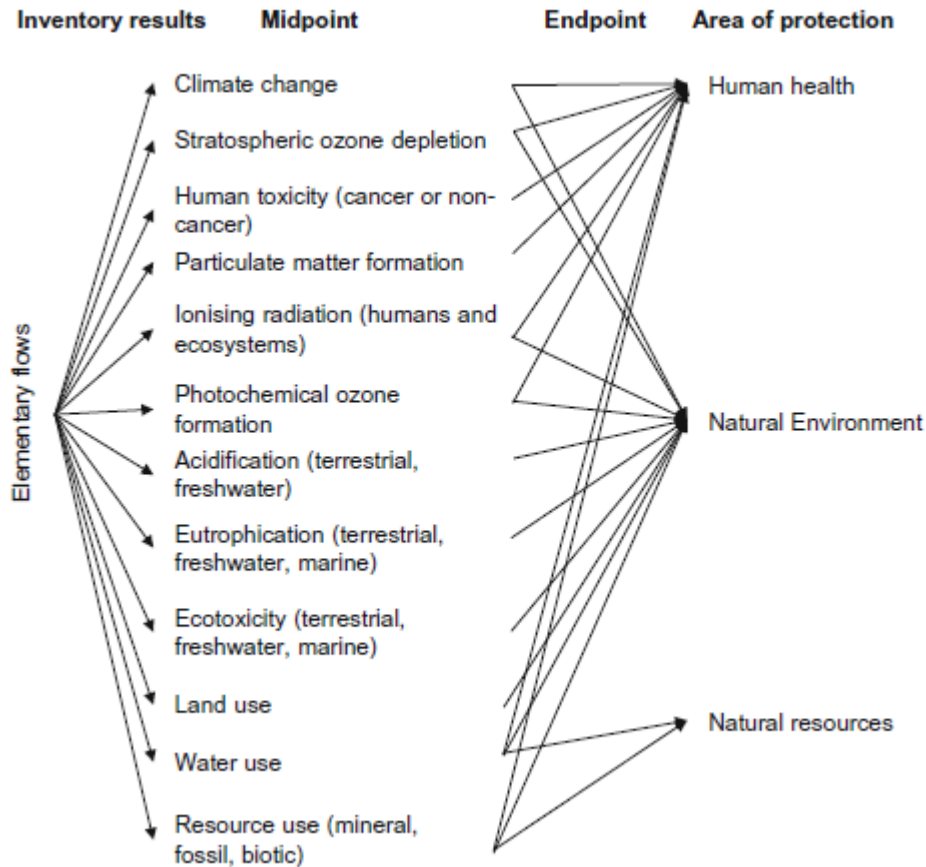 Inventory results Midpoint Endpoint Area of protection
Climate change
Human health
Stratospheric ozone depletion
Human toxicity (cancer or non-
cancer)
Particulate matter formation
Ionising radiation (humans and
ecosystems)
Elementary flows
Photochemical ozone
formation
Natural Environment
Acidification (terrestrial,
freshwater)
Eutrophication (terrestrial,
freshwater, marine)
Ecotoxicity (terrestrial,
freshwater, marine)
Land use
Natural resources
Water use
Resource use (mineral,
fossil, biotic)